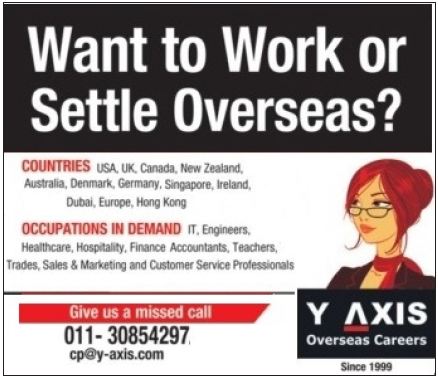 Want to Work or
Settle Overseas?
COUNTRIES USA, UK, Canada, New Zealand,
Australia, Denmark, Germany, Singapore, Ireland,
Dubai, Europe, Hong Kong
OCCUPATIONS IN DEMAND IT, Engineers,
Healthcare, Hospitality, Finance Accountants, Teachers,
Trades, Sales & Marketing and Customer Service Professionals
Give us a missed call
011- 30854297
cp@y-axis.com
Y AXIS
Overseas Careers
Since 1999